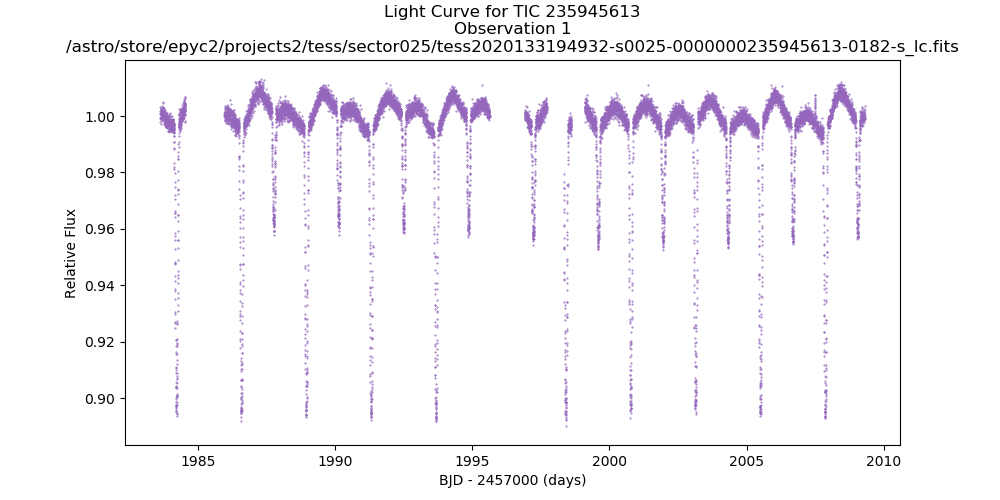 Light Curve for TIC 235945613
Observation 1
/astro/store/epyc2/projects2/tess/sector025/tess2020133194932-s0025-0000000235945613-0182-s_lc.fits
1.00
0.98
0.96
0.94
0.92
0.90
Relative Flux
1985
1990
1995
2000
2005
2010
BJD - 2457000 (days)